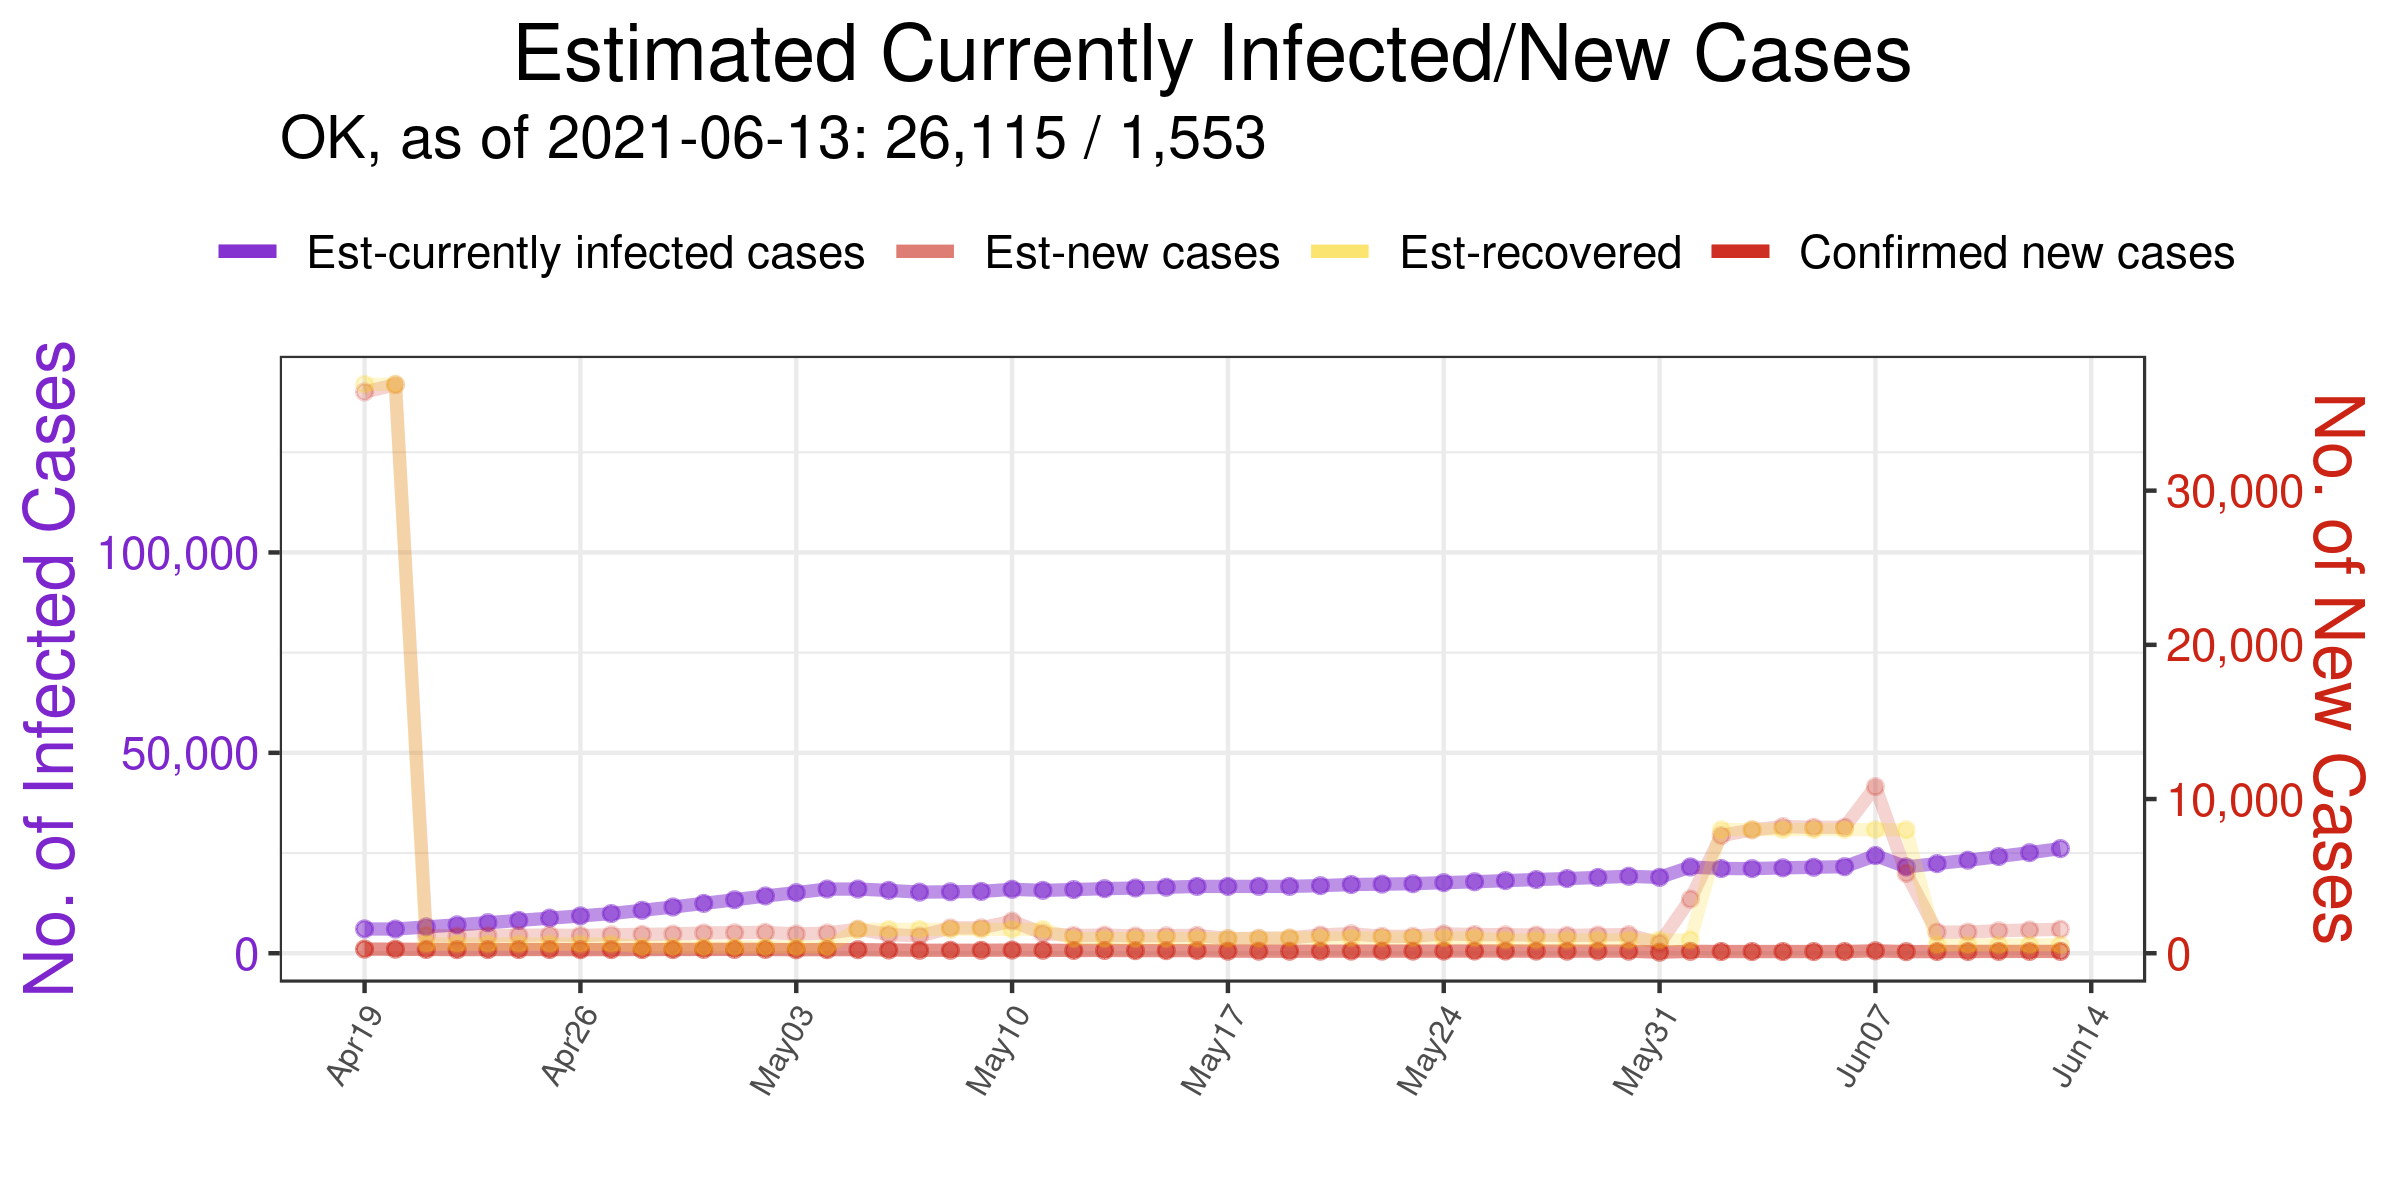 Estimated Currently Infected/New Cases
OK, as of 2021-06-13: 26,115 / 1,553
Est-currently infected cases Est-new cases Est-recovered Confirmed new cases
No. of Infected Cases
100,000
50,000
0
30,000
20,000
10,000
0
No. of New Cases
Apr19 Apr26 May03 May10 May17 May24 May31 Jun07 Jun14